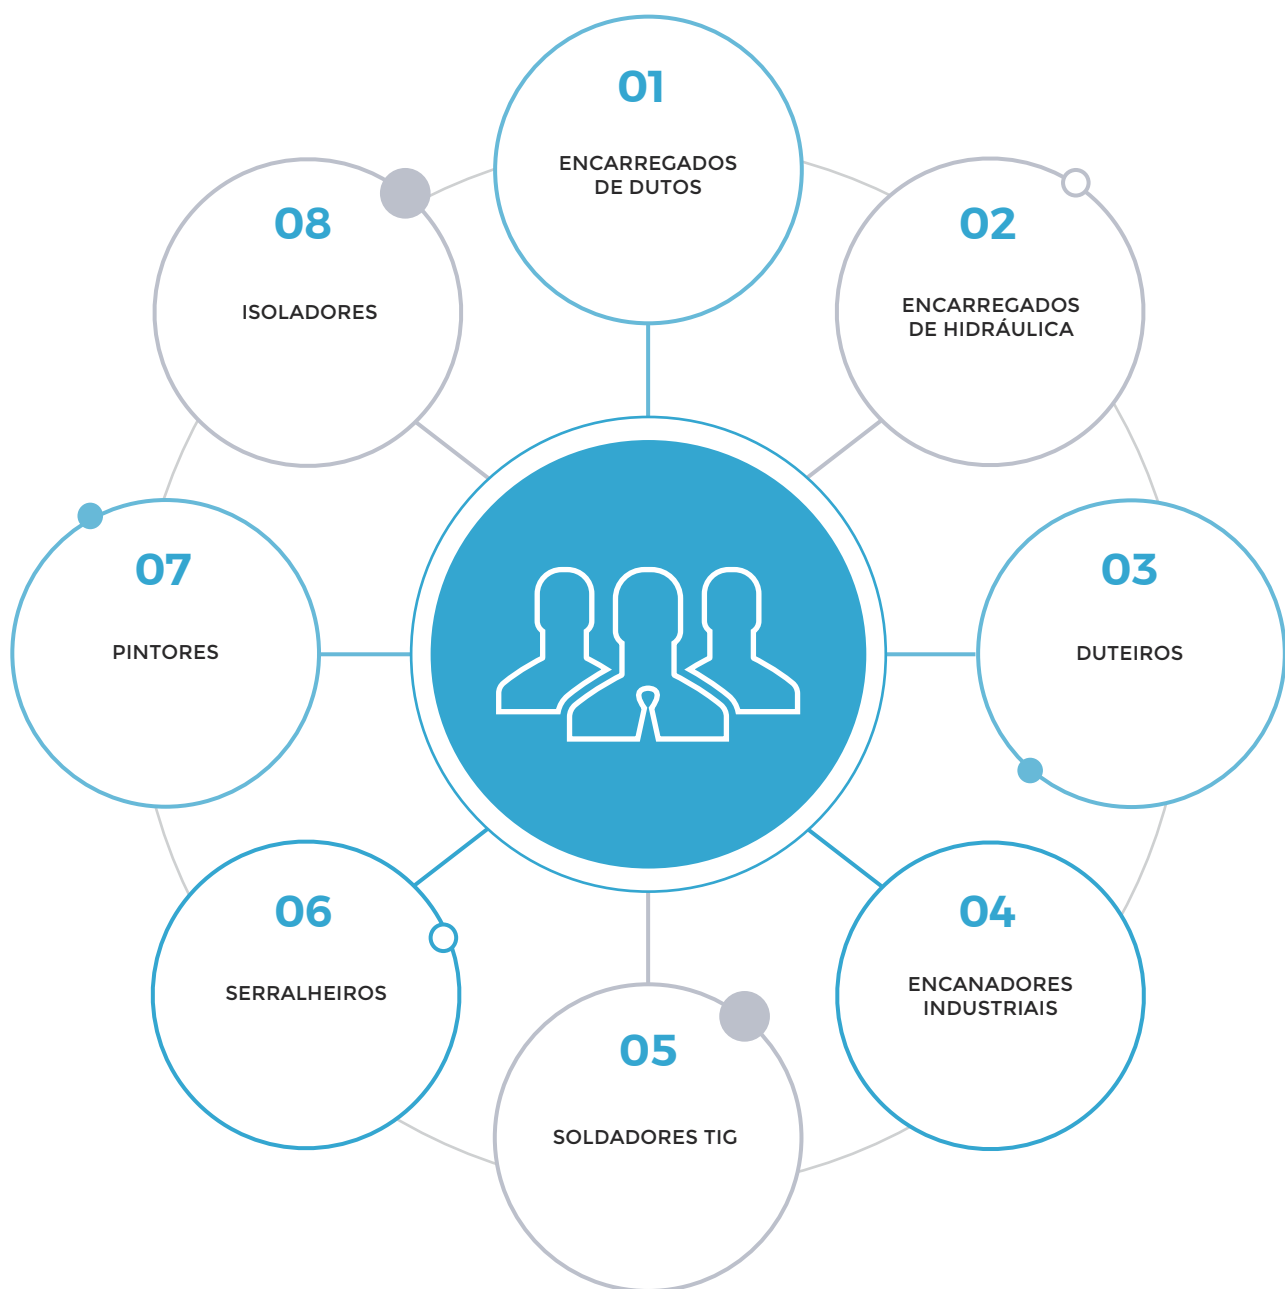 01
ENCARREGADOS
DE DUTOS
02
ENCARREGADOS
DE HIDRÁULICA
03
DUTEIROS
04
ENCANADORES
INDUSTRIAIS
05
SOLDADORES TIG
06
SERRALHEIROS
07
PINTORES
08
ISOLADORES